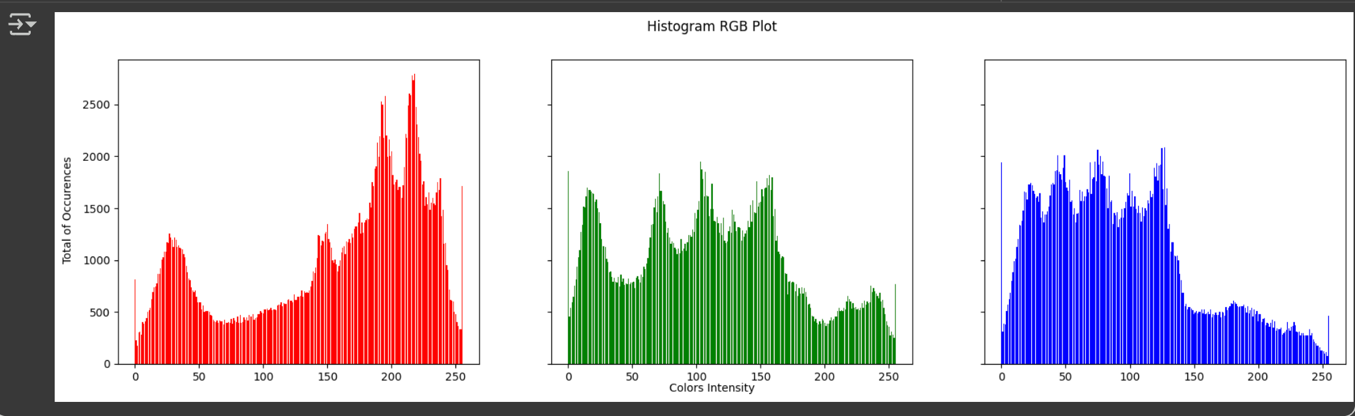 Histogram RGB Plot
Total of Occurences
2500
2000
1500
1000
500
0
0 50 100 150 200 250
0 50 100 150 200 250
0 50 100 150 200 250
Colors Intensity